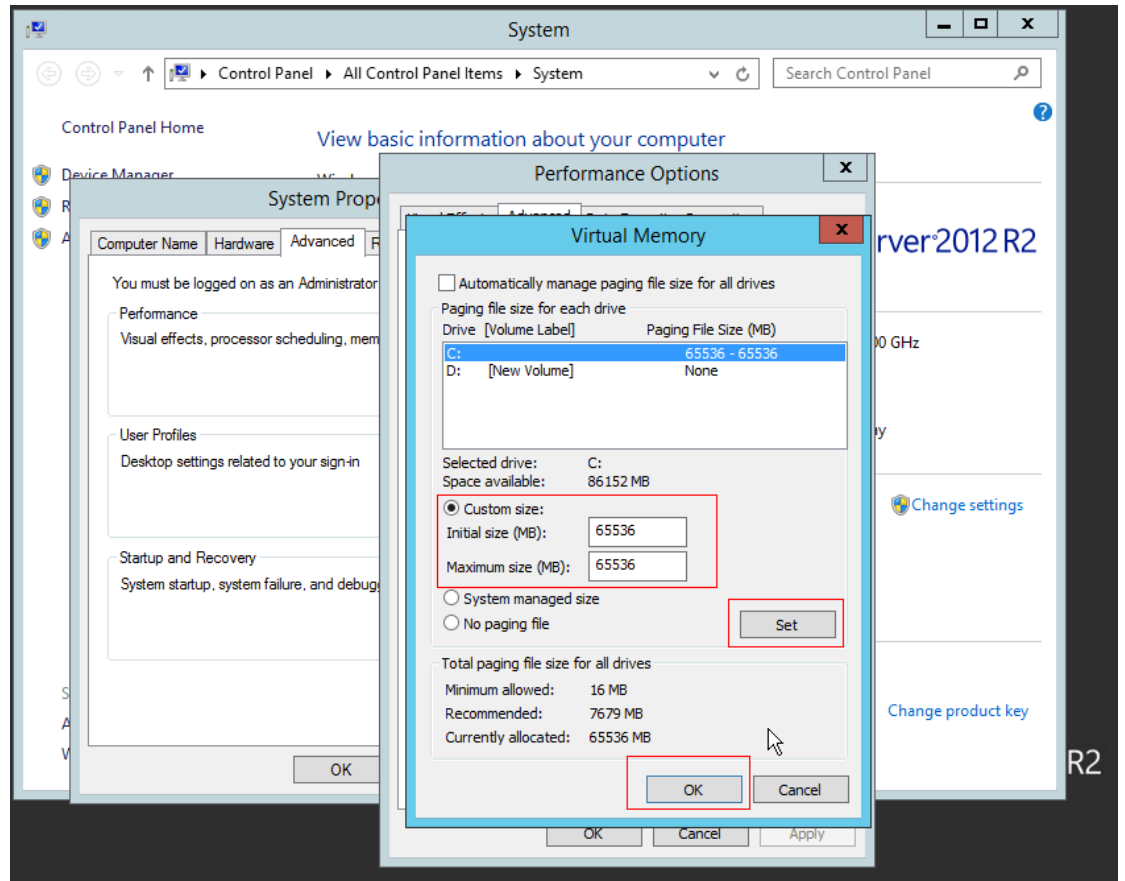 System
Control Panel ▸ All Control Panel Items ▸ System
Search Control Panel
Control Panel Home
View basic information about your computer
Device Manager
Performance Options
System Prop
Advanced
Virtual Memory
rver 2012 R2
Computer Name Hardware Advanced R
You must be logged on as an Administrator
Performance
Visual effects, processor scheduling, mem
User Profiles
Desktop settings related to your sign-in
Startup and Recovery
System startup, system failure, and debug
OK
Automatically manage paging file size for all drives
Paging file size for each drive
Drive [Volume Label] Paging File Size (MB)
C: 65536 - 65536
D: [New Volume] None
Selected drive: C:
Space available: 86152 MB
Custom size:
Initial size (MB): 65536
Maximum size (MB): 65536
System managed size
No paging file
Set
Total paging file size for all drives
Minimum allowed: 16 MB
Recommended: 7679 MB
Currently allocated: 65536 MB
OK Cancel
OK Cancel Apply
0 GHz
Change settings
Change product key
R2